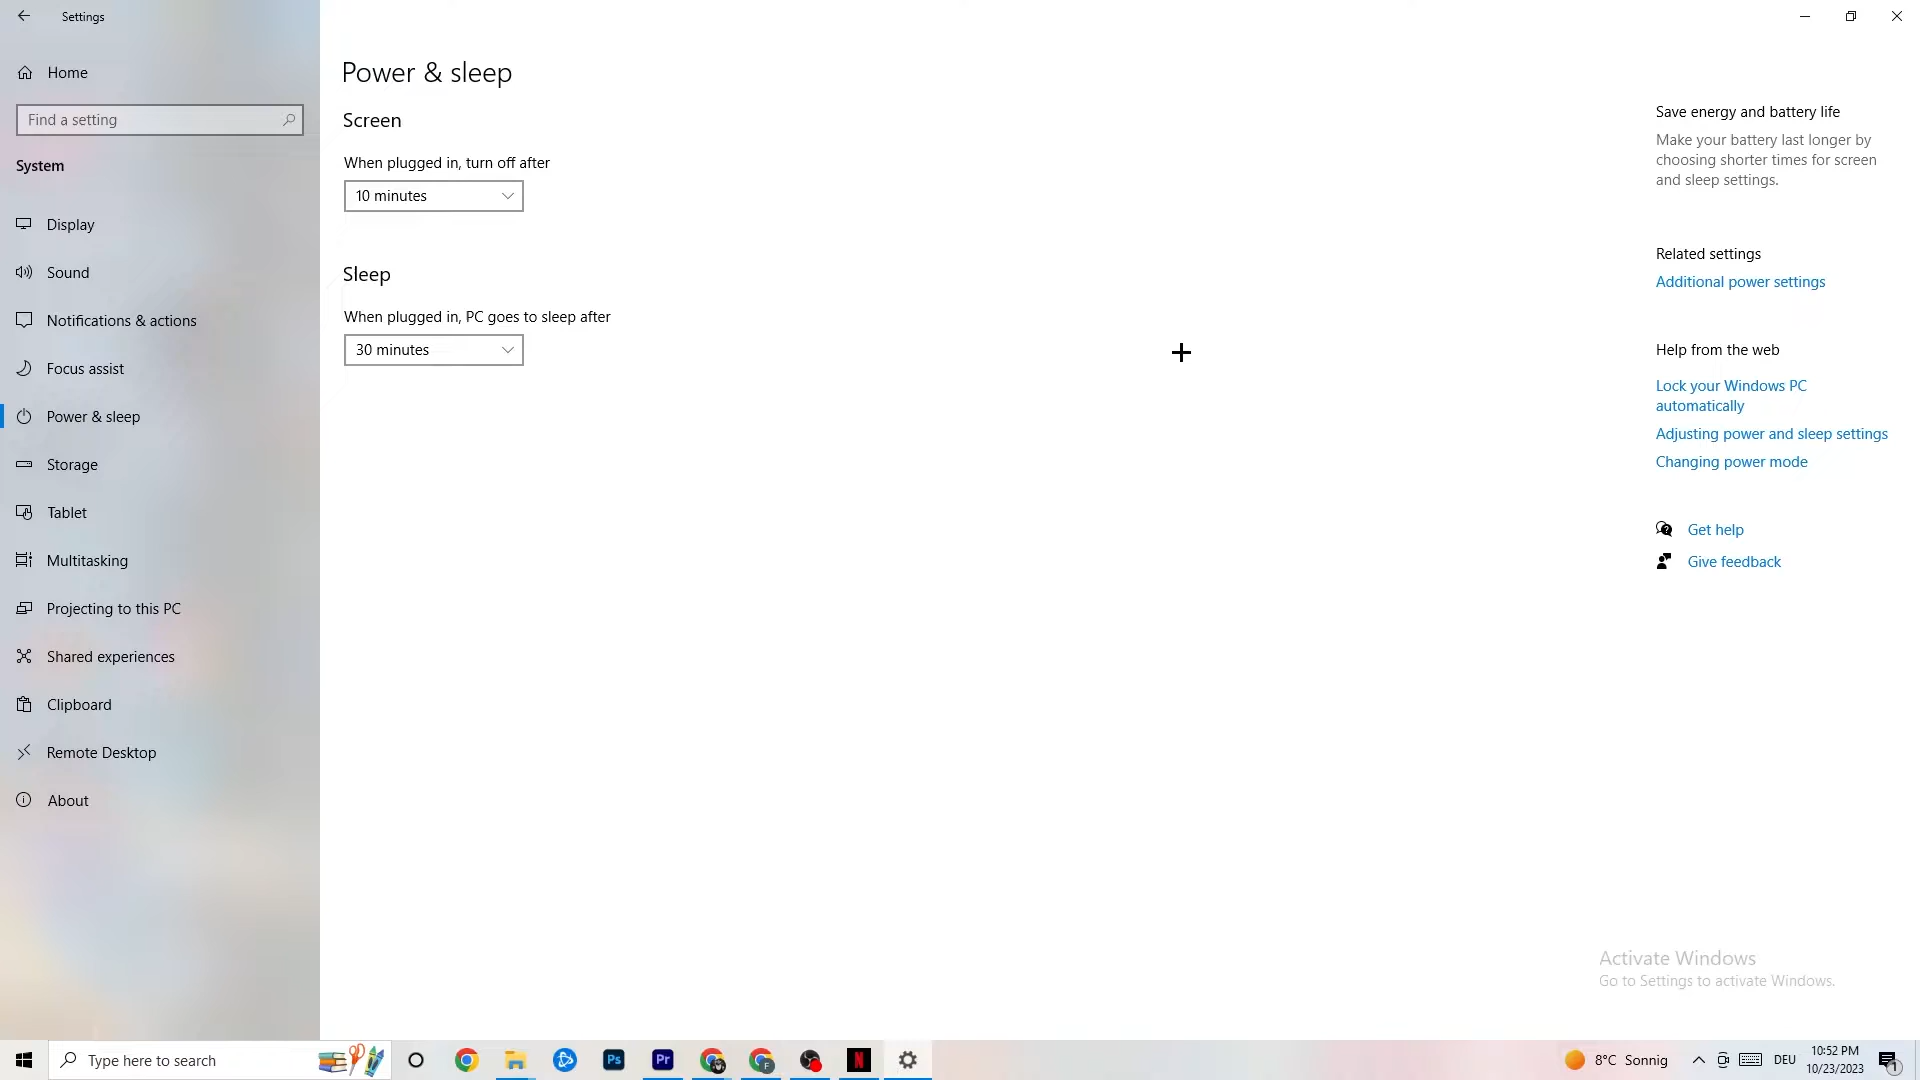 Settings
Home
Find a setting
System
Display
Sound
Notifications & actions
Focus assist
Power & sleep
Storage
Tablet
Multitasking
Projecting to this PC
Shared experiences
Clipboard
Remote Desktop
About
Power & sleep
Screen
When plugged in, turn off after
10 minutes
Sleep
When plugged in, PC goes to sleep after
30 minutes
Save energy and battery life
Make your battery last longer by
choosing shorter times for screen
and sleep settings.
Related settings
Additional power settings
Help from the web
Lock your Windows PC
automatically
Adjusting power and sleep settings
Changing power mode
Get help
Give feedback
Activate Windows
Go to Settings to activate Windows.
Type here to search
Ps
Pr
F
N
8°C Sonnig
DEU
10:52 PM
10/23/2023
1